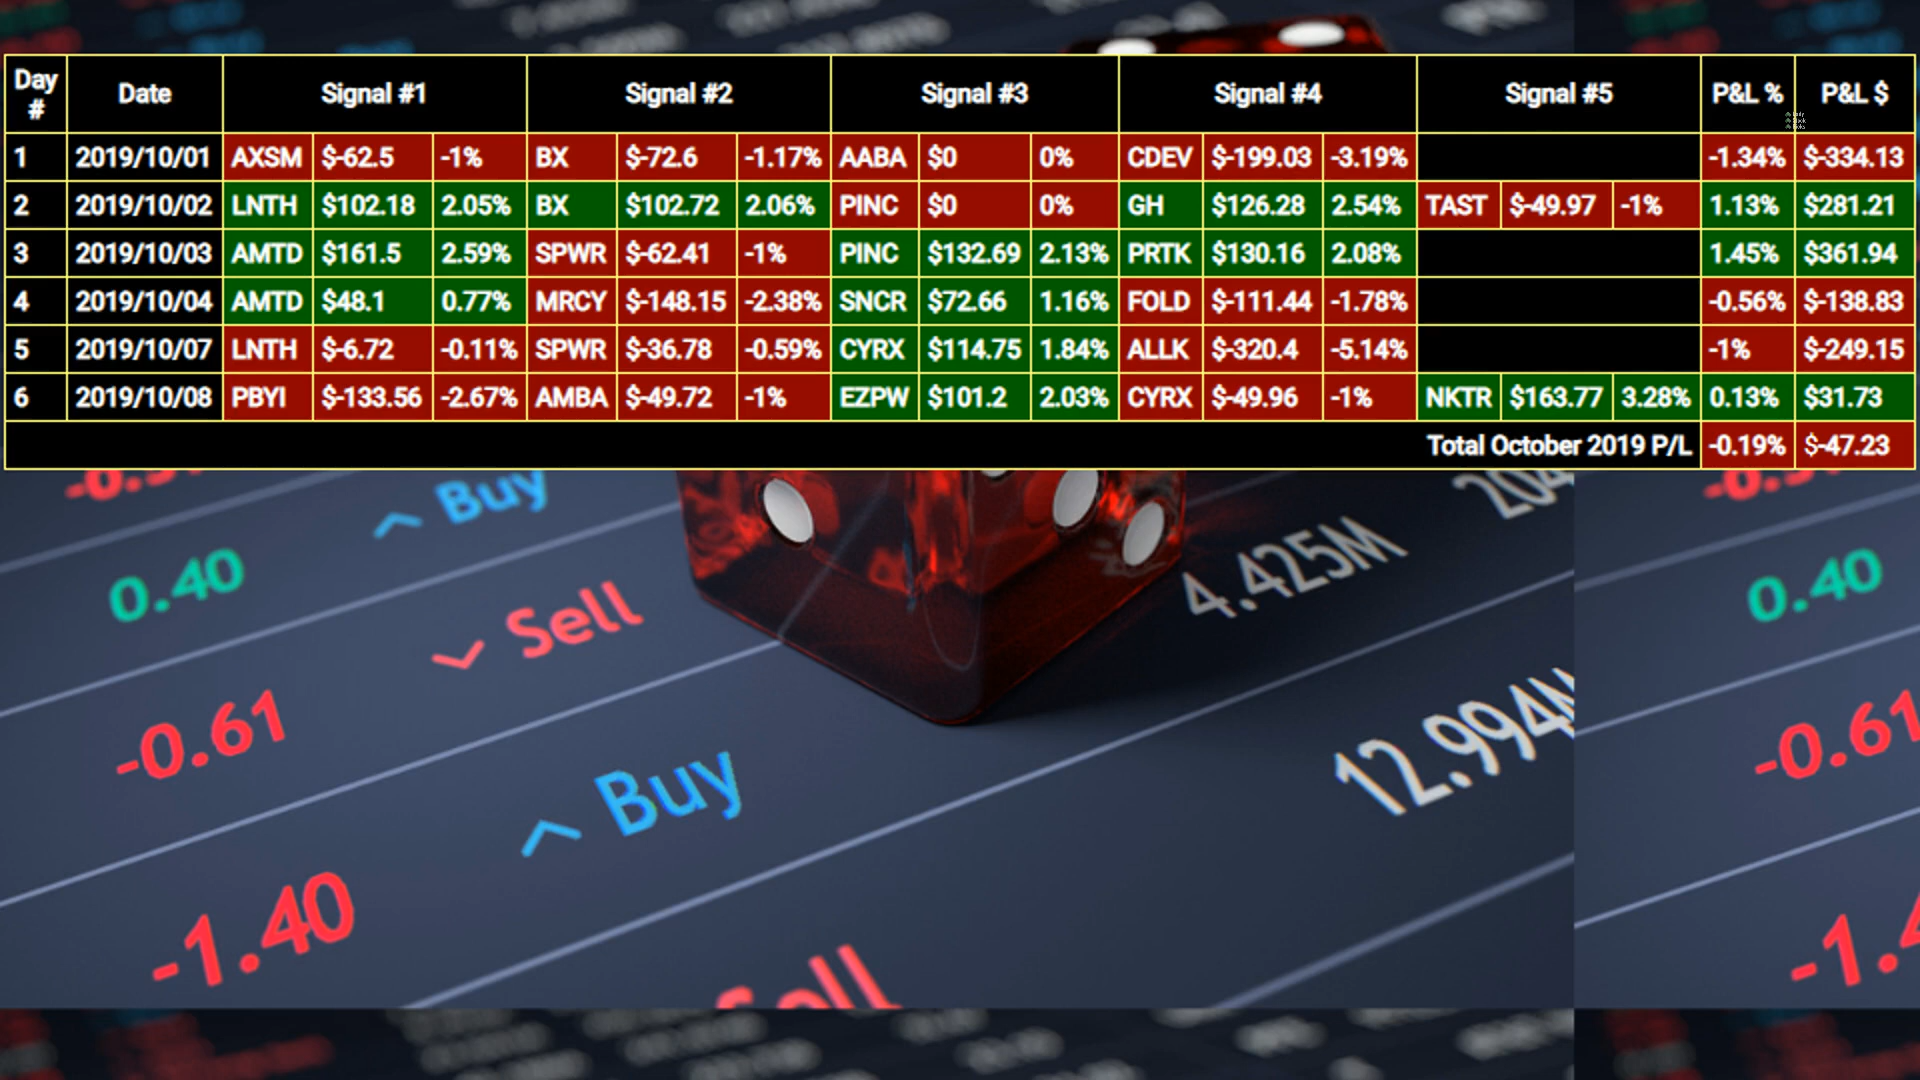 Day # Date Signal #1 Signal #2 Signal #3 Signal #4 Signal #5 P&L % P&L $
1 2019/10/01 AXSM $-62.5 -1% BX $-72.6 -1.17% AABA $0 0% CDEV $-199.03 -3.19% -1.34% $-334.13
2 2019/10/02 LNTH $102.18 2.05% BX $102.72 2.06% PINC $0 0% GH $126.28 2.54% TAST $-49.97 -1% 1.13% $281.21
3 2019/10/03 AMTD $161.5 2.59% SPWR $-62.41 -1% PINC $132.69 2.13% PRTK $130.16 2.08% 1.45% $361.94
4 2019/10/04 AMTD $48.1 0.77% MRCY $-148.15 -2.38% SNCR $72.66 1.16% FOLD $-111.44 -1.78% -0.56% $-138.83
5 2019/10/07 LNTH $-6.72 -0.11% SPWR $-36.78 -0.59% CYRX $114.75 1.84% ALLK $-320.4 -5.14% -1% $-249.15
6 2019/10/08 PBYI $-133.56 -2.67% AMBA $-49.72 -1% EZPW $101.2 2.03% CYRX $-49.96 -1% NKTR $163.77 3.28% 0.13% $31.73
Total October 2019 P/L -0.19% $-47.23
Buy
0.40 Sell 4.425M 0.40
-0.61 Buy 12.994M -0.61
-1.40 Sell